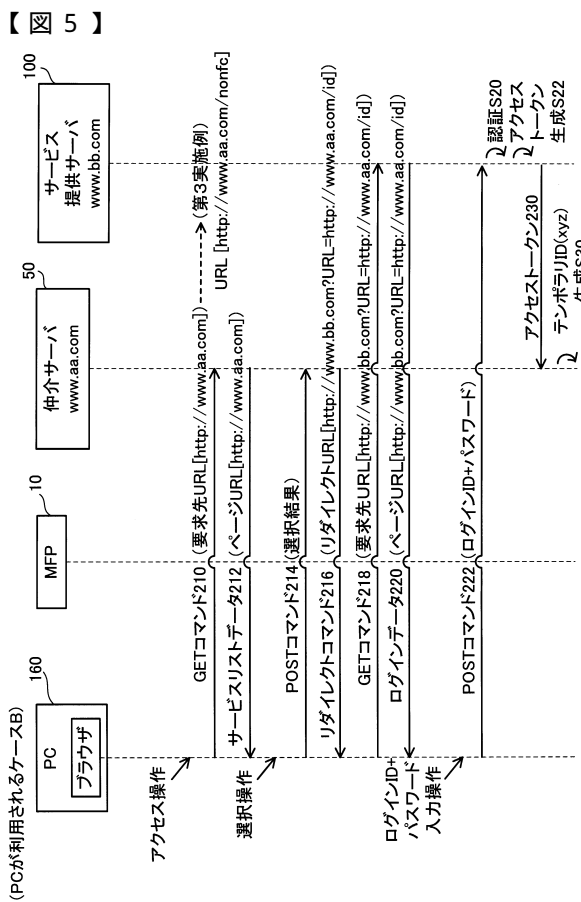 【図5】
(PCが利用されるケースB)
160
PC
ブラウザ
10
MFP
50
仲介サーバ
www.aa.com
100
サービス
提供サーバ
www.bb.com
アクセス操作
GETコマンド210 (要求先URL[http://www.aa.com])
(第3実施例)
URL [http://www.aa.com/nonfc]
サービスリストデータ212 (ページURL[http://www.aa.com])
選択操作
POSTコマンド214(選択結果)
リダイレクトコマンド216 (リダイレクトURL[http://www.bb.com?URL=http://www.aa.com/id])
GETコマンド218 (要求先URL[http://www.bb.com?URL=http://www.aa.com/id])
ログインデータ220 (ページURL[http://www.bb.com?URL=http://www.aa.com/id])
ログインID+
パスワード
入力操作
POSTコマンド222 (ログインID+パスワード)
認証S20
アクセス
トークン
生成S22
アクセストークン230
テンポラリID(xyz)